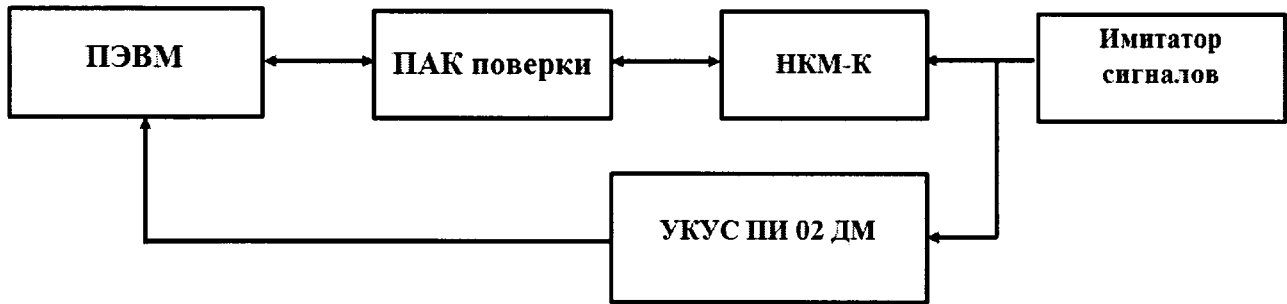 ПЭВМ
ПАК поверки
НКМ-К
Имитатор
сигналов
УКУС ПИ 02 ДМ